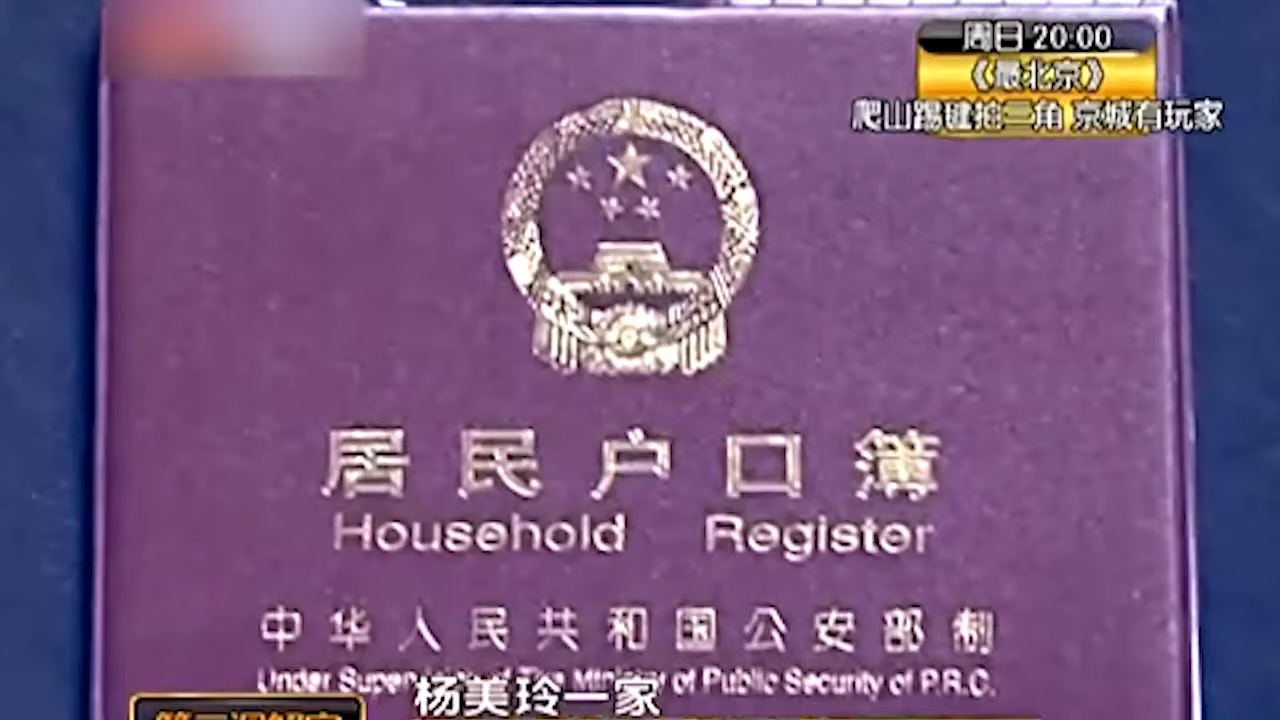 周日 20:00
《最北京》
爬山踢毽拍三角 京城有玩家
居民户口簿
Household Register
中华人民共和国公安部制
Under Supervision of The Ministry of Public Security of P.R.C.
杨美玲一家